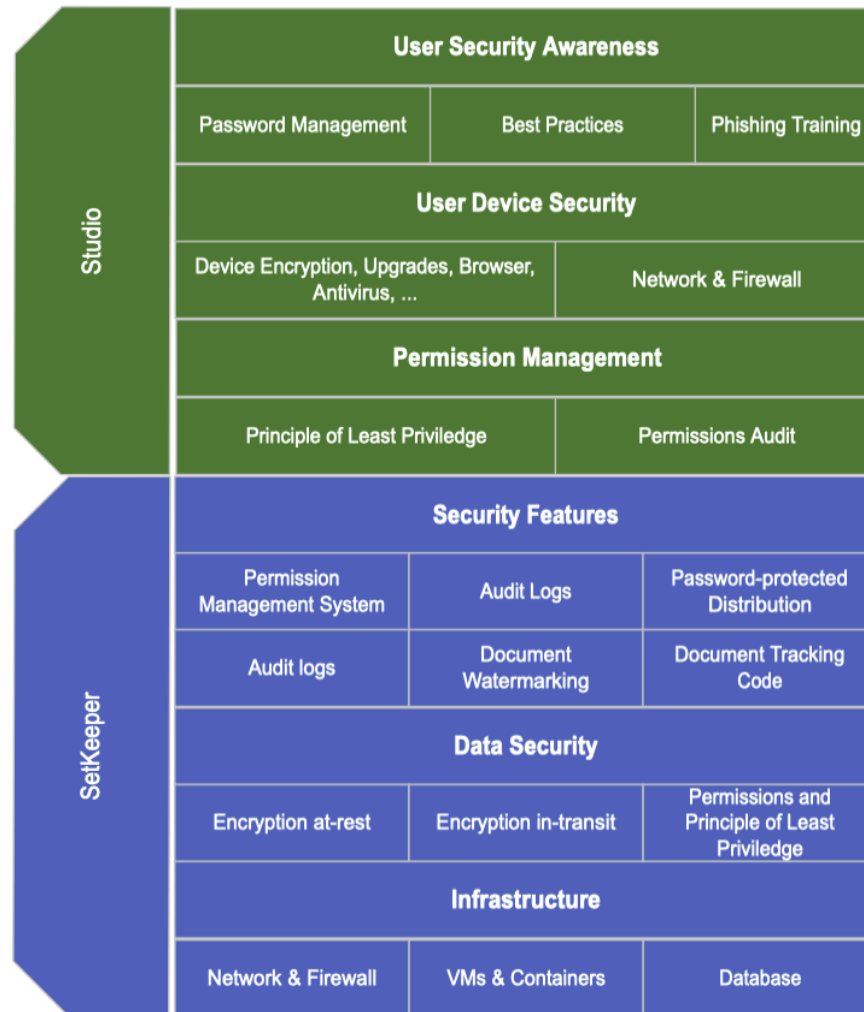 Studio
User Security Awareness
Password Management
Best Practices
Phishing Training
User Device Security
Device Encryption, Upgrades, Browser,
Antivirus, ...
Network & Firewall
Permission Management
Principle of Least Priviledge
Permissions Audit
SetKeeper
Security Features
Permission
Management System
Audit Logs
Password-protected
Distribution
Audit logs
Document
Watermarking
Document Tracking
Code
Data Security
Encryption at-rest
Encryption in-transit
Permissions and
Principle of Least
Priviledge
Infrastructure
Network & Firewall
VMs & Containers
Database